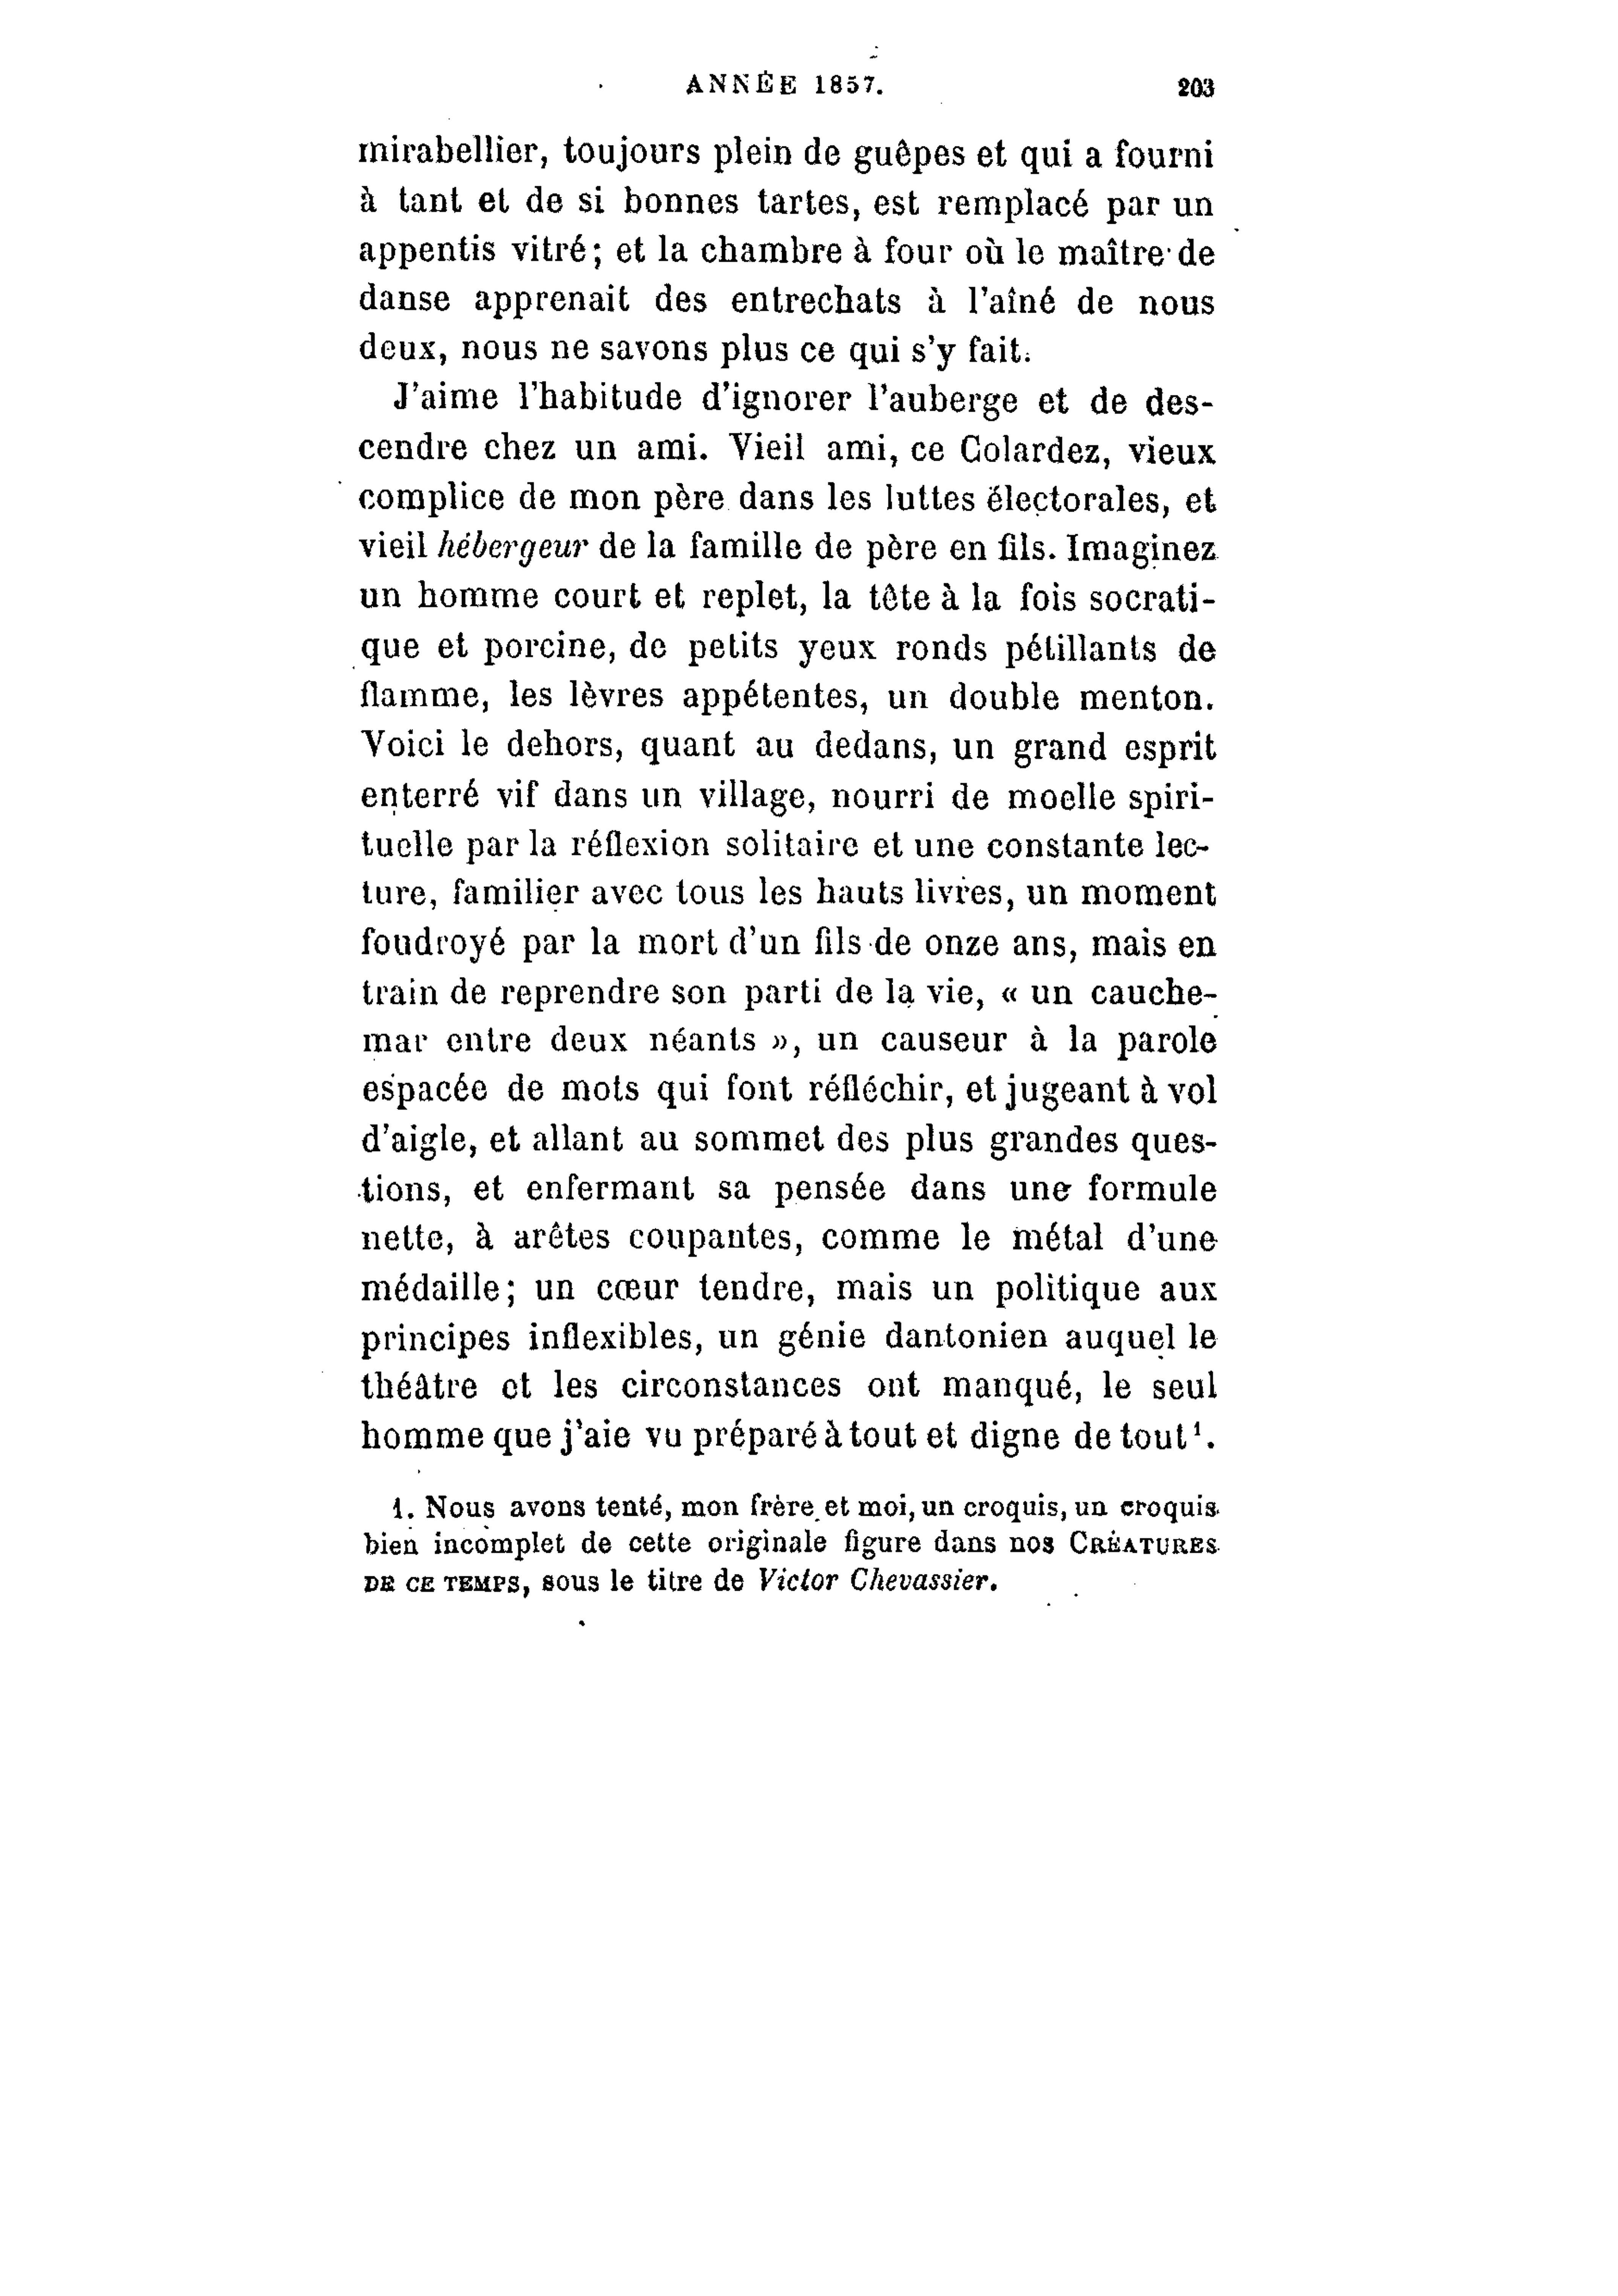 ANNÉE 1857. 203
mirabellier, toujours plein de guêpes et qui a fourni
à tant et de si bonnes tartes, est remplacé par un
appentis vitré; et la chambre à four où le maître de
danse apprenait des entrechats à l'aîné de nous
deux, nous ne savons plus ce qui s'y fait.
J'aime l'habitude d'ignorer l'auberge et de des-
cendre chez un ami. Vieil ami, ce Colardez, vieux
complice de mon père dans les luttes électorales, et
vieil hébergeur de la famille de père en fils. Imaginez
un homme court et replet, la tête à la fois socrati-
que et porcine, de petits yeux ronds pétillants de
flamme, les lèvres appétentes, un double menton.
Voici le dehors, quant au dedans, un grand esprit
enterré vif dans un village, nourri de moelle spiri-
tuelle par la réflexion solitaire et une constante lec-
ture, familier avec tous les hauts livres, un moment
foudroyé par la mort d'un fils de onze ans, mais en
train de reprendre son parti de la vie, « un cauche-
mar entre deux néants », un causeur à la parole
espacée de mots qui font réfléchir, et jugeant à vol
d'aigle, et allant au sommet des plus grandes ques-
tions, et enfermant sa pensée dans une formule
nette, à arêtes coupantes, comme le métal d'une
médaille; un cœur tendre, mais un politique aux
principes inflexibles, un génie dantonien auquel le
théâtre et les circonstances ont manqué, le seul
homme que j'aie vu préparé à tout et digne de tout¹.
1. Nous avons tenté, mon frère et moi, un croquis, un croquis
bien incomplet de cette originale figure dans nos CRÉATURES
DE CE TEMPS, sous le titre de Victor Chevassier.